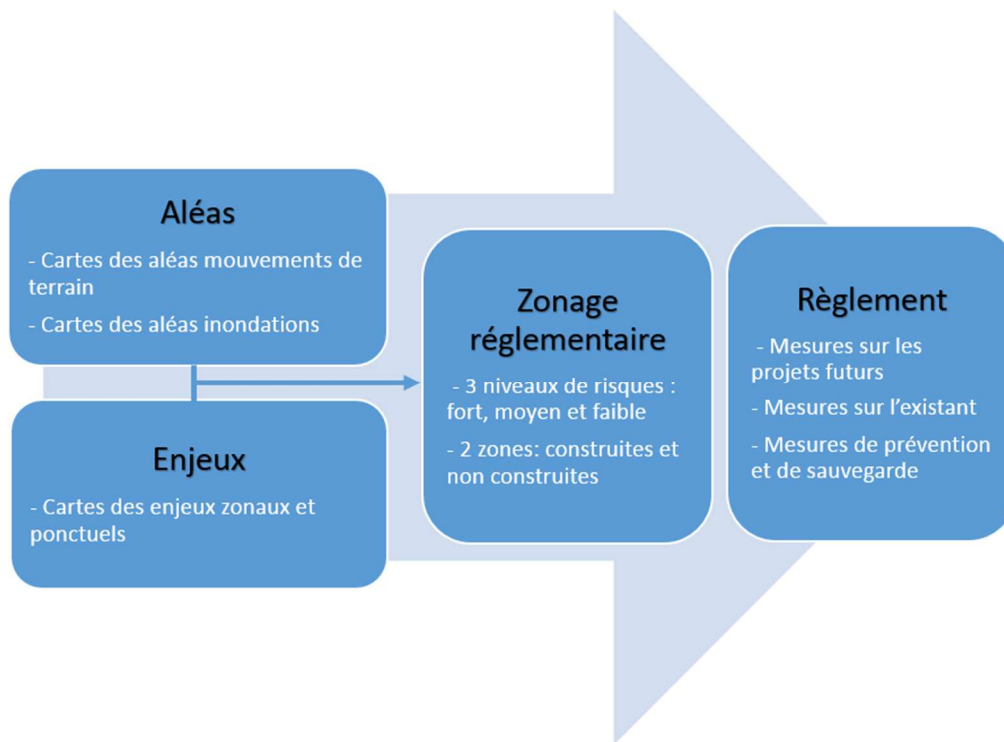 Aléas
- Cartes des aléas mouvements de
terrain
- Cartes des aléas inondations
Enjeux
- Cartes des enjeux zonaux et
ponctuels
Zonage
réglementaire
- 3 niveaux de risques :
fort, moyen et faible
- 2 zones: construites et
non construites
Règlement
- Mesures sur les
projets futurs
- Mesures sur l'existant
- Mesures de prévention
et de sauvegarde